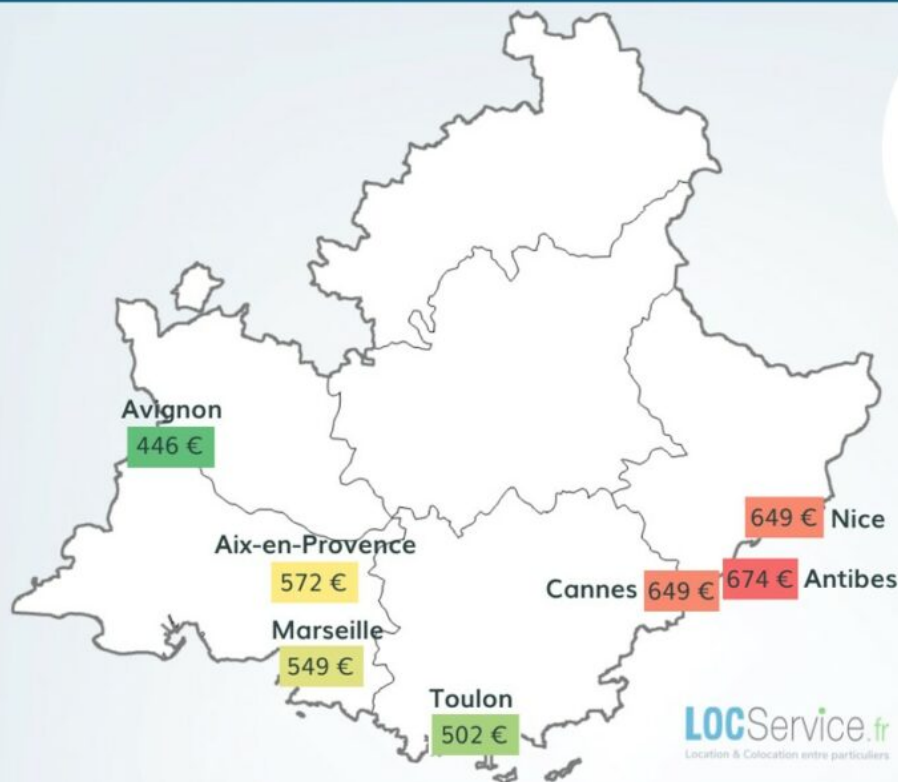 Avignon
446 €
Aix-en-Provence
572 €
Marseille
549 €
Toulon
502 €
649 € Nice
674 € Antibes
Cannes 649 €
LOCService.fr
Location & Colocation entre particuliers